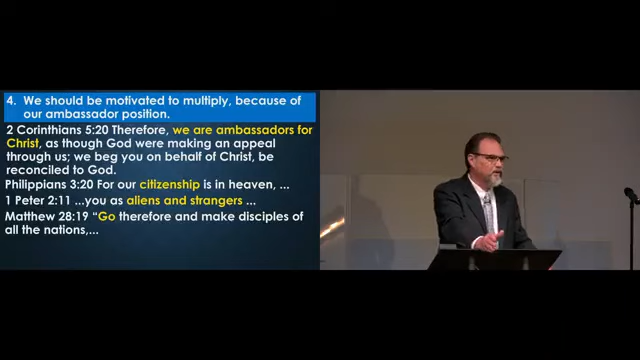 4. We should be motivated to multiply, because of
our ambassador position.
2 Corinthians 5:20 Therefore, we are ambassadors for
Christ, as though God were making an appeal
through us; we beg you on behalf of Christ, be
reconciled to God.
Philippians 3:20 For our citizenship is in heaven, ...
1 Peter 2:11 ...you as aliens and strangers ...
Matthew 28:19 “Go therefore and make disciples of
all the nations,...